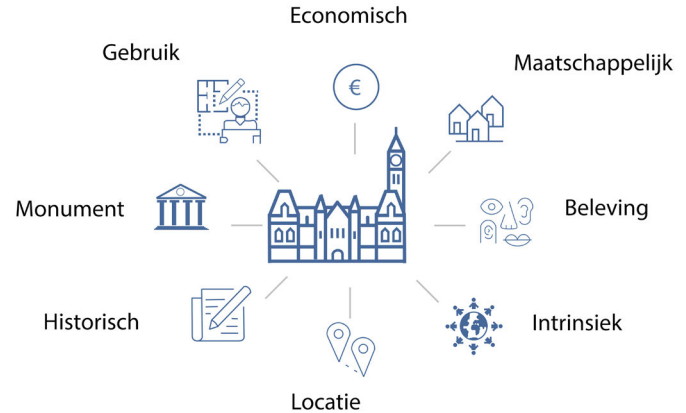 Economisch
Gebruik
Maatschappelijk
€
Monument
Beleving
Historisch
Intrinsiek
Locatie